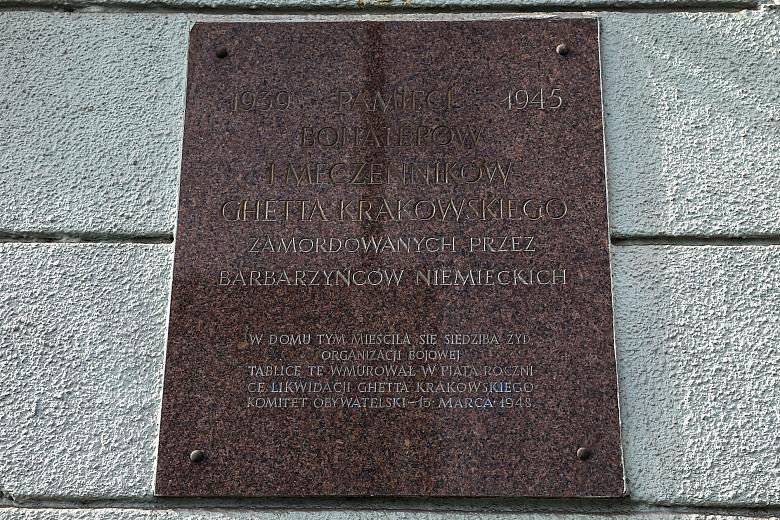 1939 PAMIĘCI 1945
BOHATERÓW
I MĘCZENNIKÓW
GHETTA KRAKOWSKIEGO
ZAMORDOWANYCH PRZEZ
BARBARZYŃCÓW NIEMIECKICH
W DOMU TYM MIEŚCIŁA SIĘ SIEDZIBA ŻYD.
ORGANIZACJI BOJOWEJ
TABLICĘ TĘ WMUROWAŁ W PIĄTĄ ROCZNI
CĘ LIKWIDACJI GHETTA KRAKOWSKIEGO
KOMITET OBYWATELSKI – 15 · MARCA · 1948.